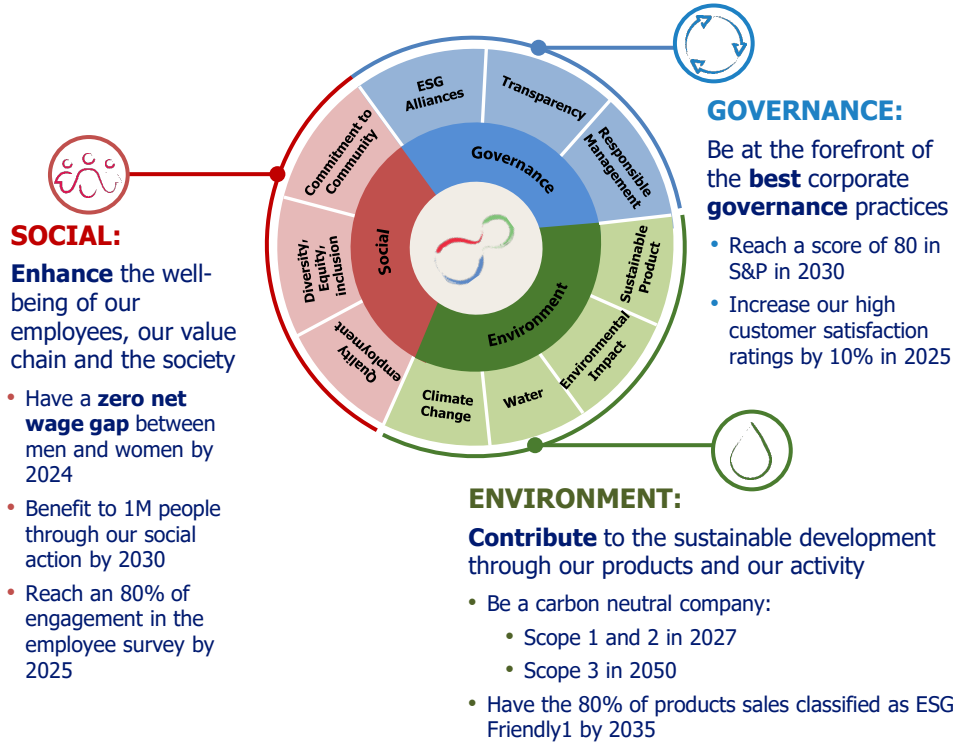 ESG
Alliances
Transparency
Responsible
Management
Commitment to
Community
Governance
Diversity,
Equity,
inclusion
Social
Sustainable
Product
Environment
Environmental
Impact
Quality
employment
Climate
Change
Water
GOVERNANCE:
Be at the forefront of
the best corporate
governance practices
• Reach a score of 80 in
S&P in 2030
• Increase our high
customer satisfaction
ratings by 10% in 2025
SOCIAL:
Enhance the well-
being of our
employees, our value
chain and the society
• Have a zero net
wage gap between
men and women by
2024
• Benefit to 1M people
through our social
action by 2030
• Reach an 80% of
engagement in the
employee survey by
2025
ENVIRONMENT:
Contribute to the sustainable development
through our products and our activity
• Be a carbon neutral company:
• Scope 1 and 2 in 2027
• Scope 3 in 2050
• Have the 80% of products sales classified as ESG
Friendly1 by 2035